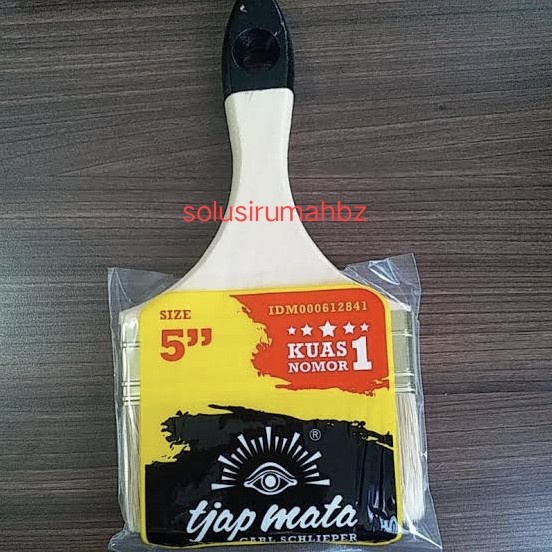 solusirumahbz
SIZE
5”
IDM000612841
KUAS
NOMOR 1
®
tjap mata
CARL SCHLIEPER